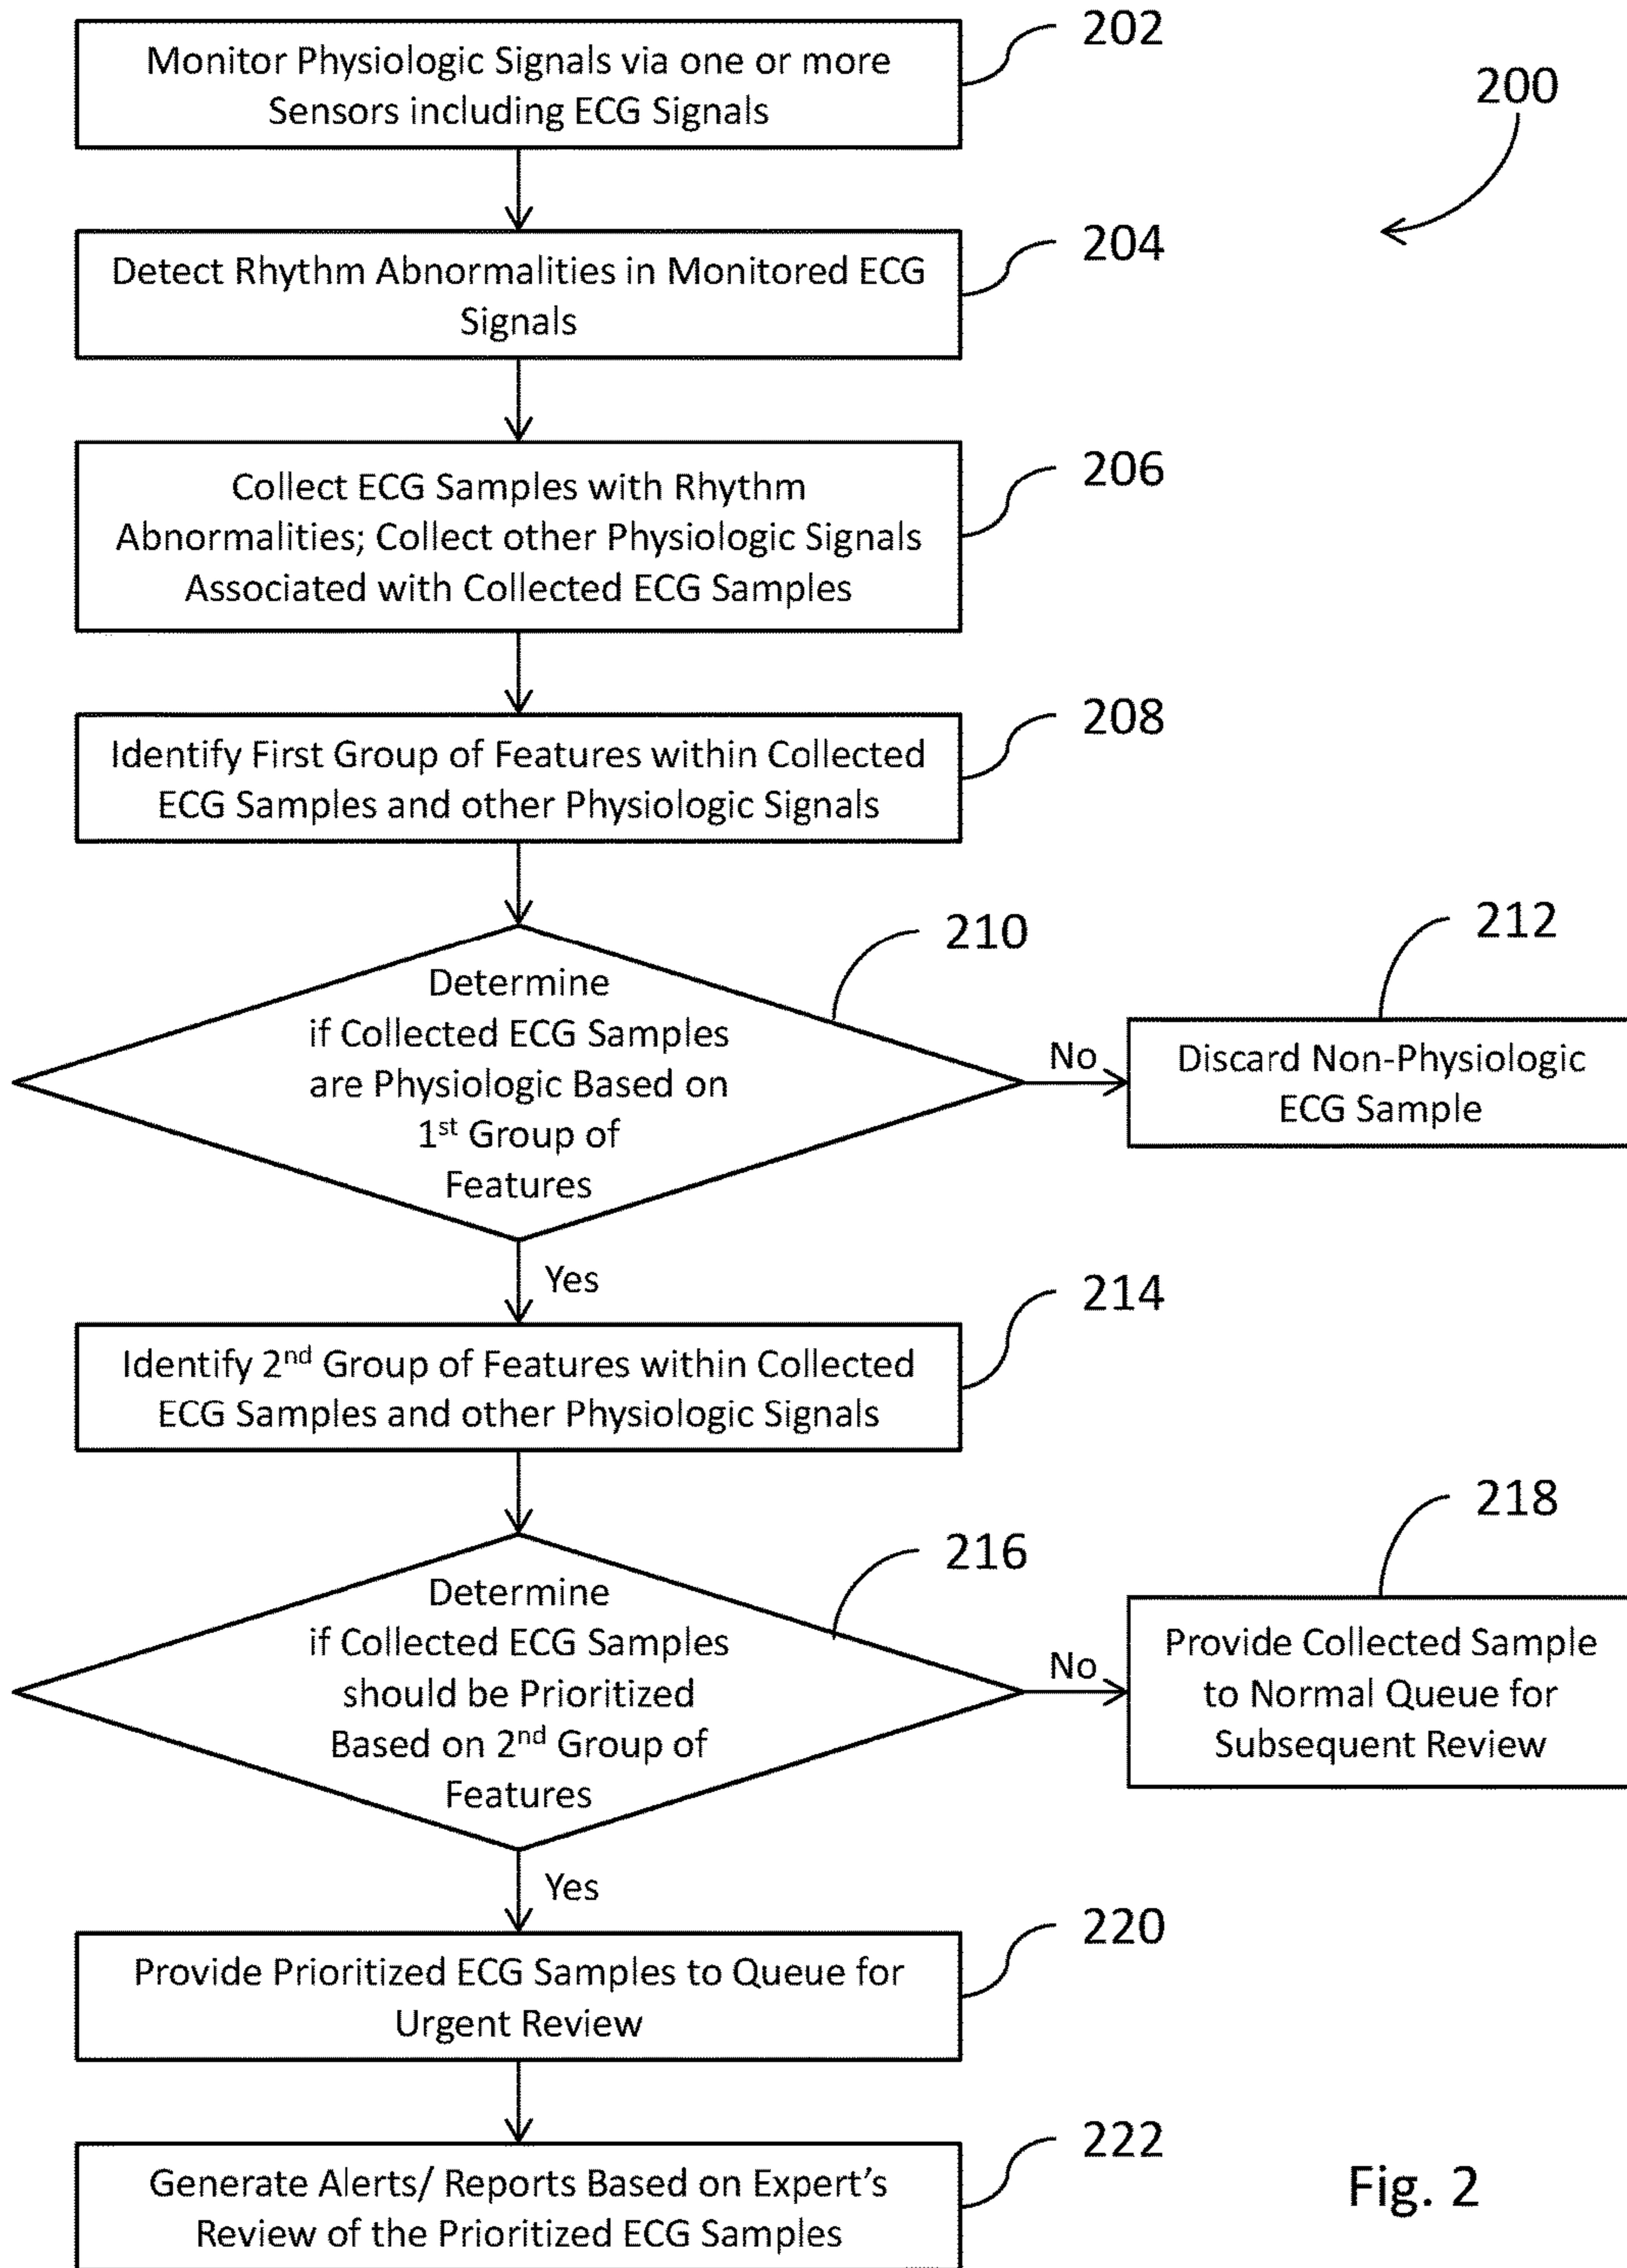 Monitor Physiologic Signals via one or more
Sensors including ECG Signals
202
200
Detect Rhythm Abnormalities in Monitored ECG
Signals
204
Collect ECG Samples with Rhythm
Abnormalities; Collect other Physiologic Signals
Associated with Collected ECG Samples
206
Identify First Group of Features within Collected
ECG Samples and other Physiologic Signals
208
Determine
if Collected ECG Samples
are Physiologic Based on
1st Group of
Features
210
No
Discard Non-Physiologic
ECG Sample
212
Yes
Identify 2nd Group of Features within Collected
ECG Samples and other Physiologic Signals
214
Determine
if Collected ECG Samples
should be Prioritized
Based on 2nd Group of
Features
216
No
Provide Collected Sample
to Normal Queue for
Subsequent Review
218
Yes
Provide Prioritized ECG Samples to Queue for
Urgent Review
220
Generate Alerts/ Reports Based on Expert’s
Review of the Prioritized ECG Samples
222
Fig. 2